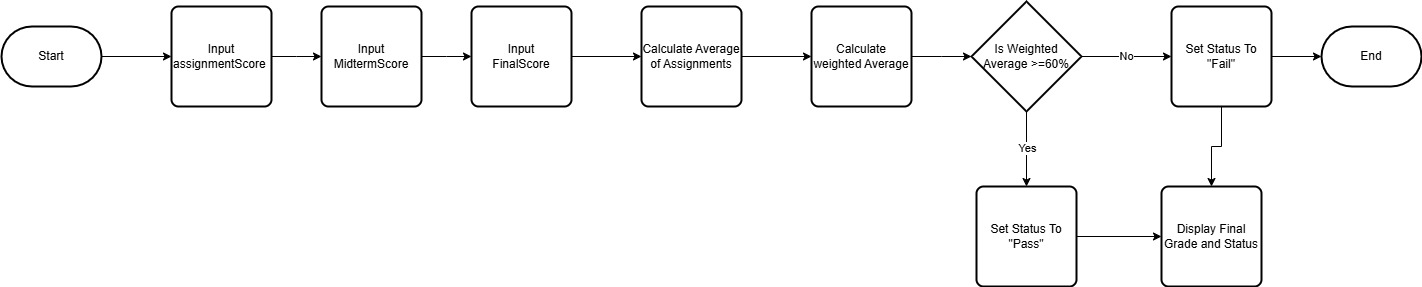 Start
Input
assignmentScore
Input
MidtermScore
Input
FinalScore
Calculate Average
of Assignments
Calculate
weighted Average
Is Weighted
Average >=60%
No
Set Status To
"Fail"
End
Yes
Set Status To
"Pass"
Display Final
Grade and Status